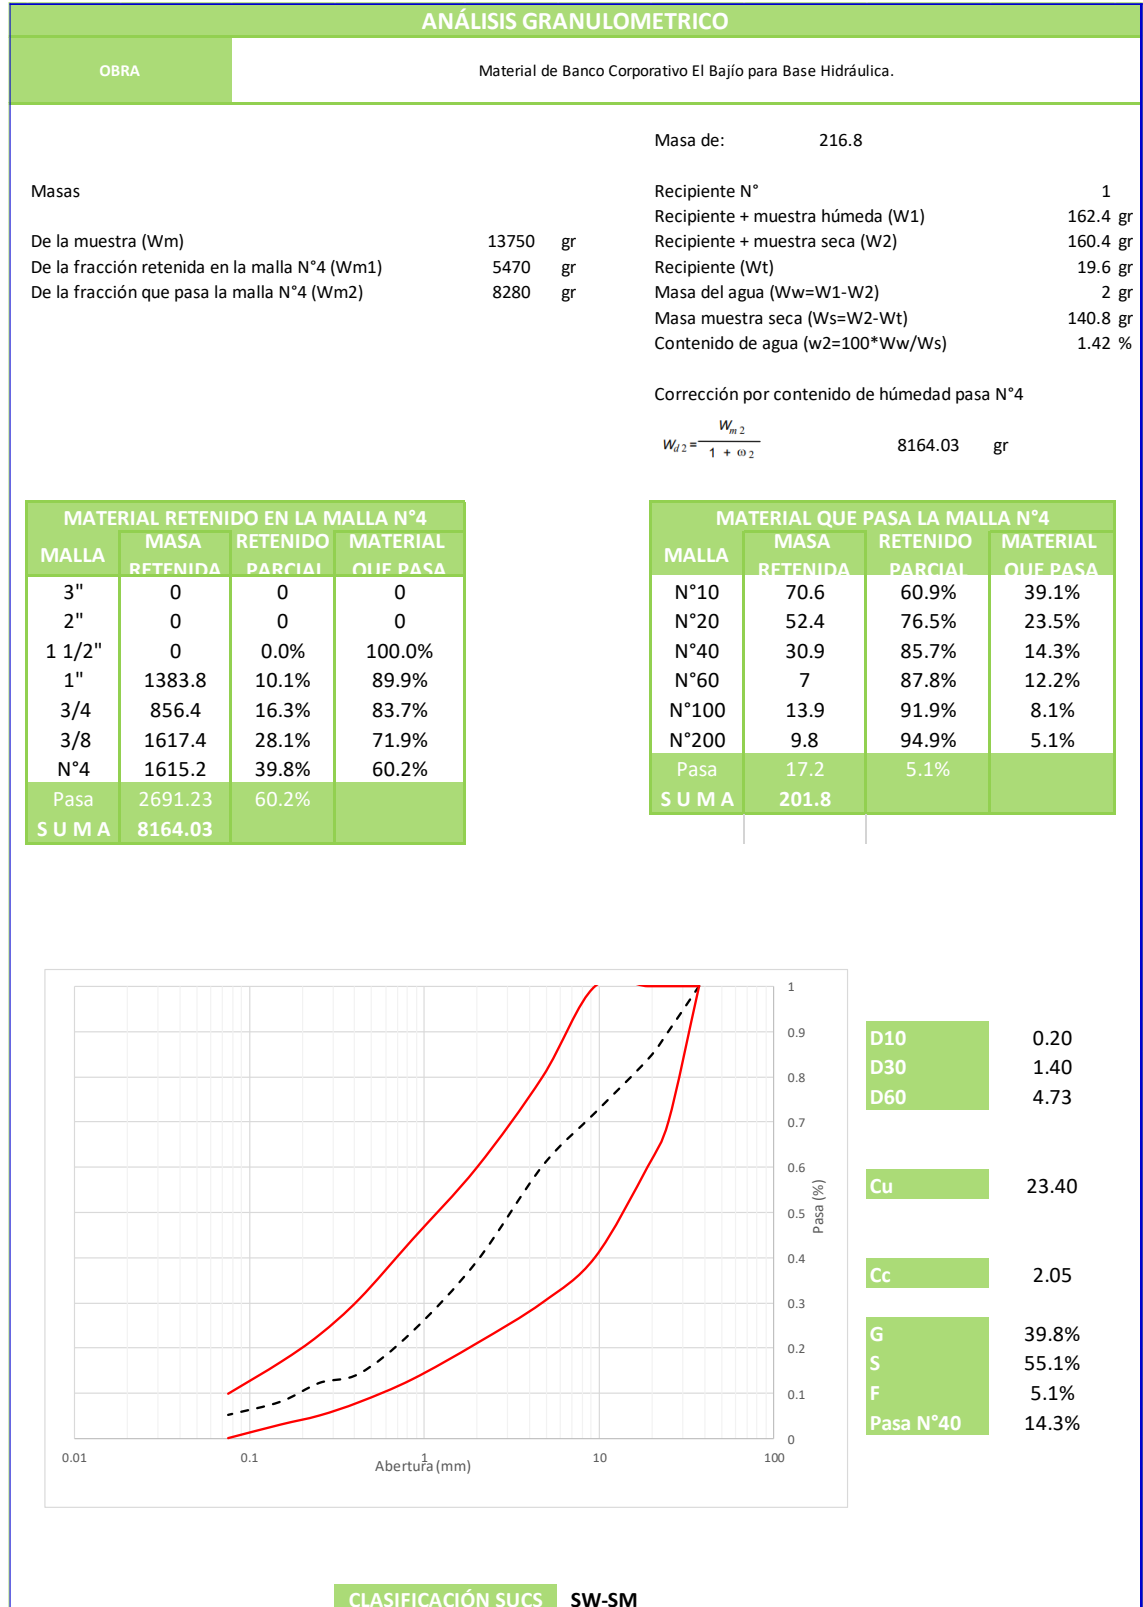 ANÁLISIS GRANULOMETRICO
OBRA
Material de Banco Corporativo El Bajío para Base Hidráulica.
Masa de: 216.8
Masas
De la muestra (Wm) 13750 gr
De la fracción retenida en la malla N°4 (Wm1) 5470 gr
De la fracción que pasa la malla N°4 (Wm2) 8280 gr
Recipiente N° 1
Recipiente + muestra húmeda (W1) 162.4 gr
Recipiente + muestra seca (W2) 160.4 gr
Recipiente (Wt) 19.6 gr
Masa del agua (Ww=W1-W2) 2 gr
Masa muestra seca (Ws=W2-Wt) 140.8 gr
Contenido de agua (w2=100*Ww/Ws) 1.42 %
Corrección por contenido de húmedad pasa N°4
W d 2 = W m 2 / 1 + ω 2 8164.03 gr
MATERIAL RETENIDO EN LA MALLA N°4
MALLA MASA RETENIDA RETENIDO PARCIAL MATERIAL QUE PASA
3" 0 0 0
2" 0 0 0
1 1/2" 0 0.0% 100.0%
1" 1383.8 10.1% 89.9%
3/4 856.4 16.3% 83.7%
3/8 1617.4 28.1% 71.9%
N°4 1615.2 39.8% 60.2%
Pasa 2691.23 60.2%
S U M A 8164.03
MATERIAL QUE PASA LA MALLA N°4
MALLA MASA RETENIDA RETENIDO PARCIAL MATERIAL QUE PASA
N°10 70.6 60.9% 39.1%
N°20 52.4 76.5% 23.5%
N°40 30.9 85.7% 14.3%
N°60 7 87.8% 12.2%
N°100 13.9 91.9% 8.1%
N°200 9.8 94.9% 5.1%
Pasa 17.2 5.1%
S U M A 201.8
1
0.9
0.8
0.7
0.6
0.5
0.4
0.3
0.2
0.1
0
Pasa (%)
0.01 0.1 1 10 100
Abertura (mm)
D10 0.20
D30 1.40
D60 4.73
Cu 23.40
Cc 2.05
G 39.8%
S 55.1%
F 5.1%
Pasa N°40 14.3%
CLASIFICACIÓN SUCS SW-SM